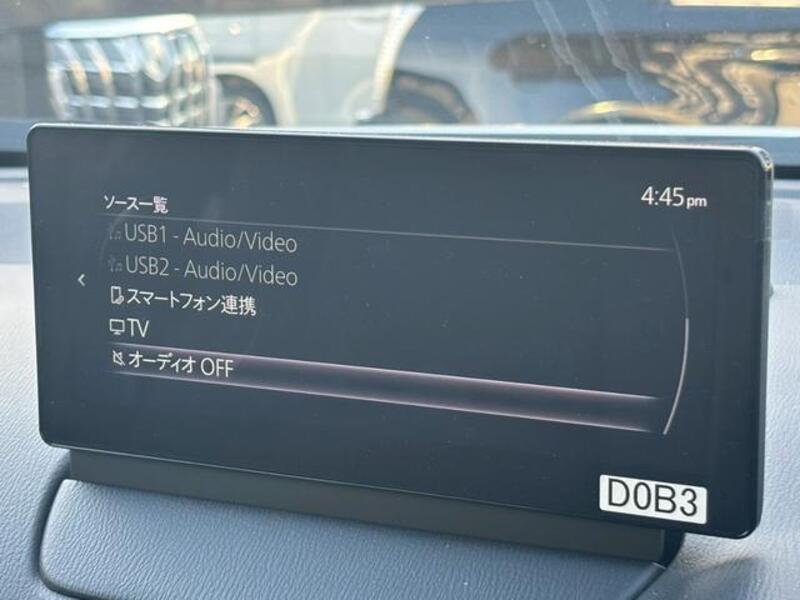 ソース一覧
4:45pm
USB1 - Audio/Video
USB2 - Audio/Video
スマートフォン連携
TV
オーディオ OFF
D0B3